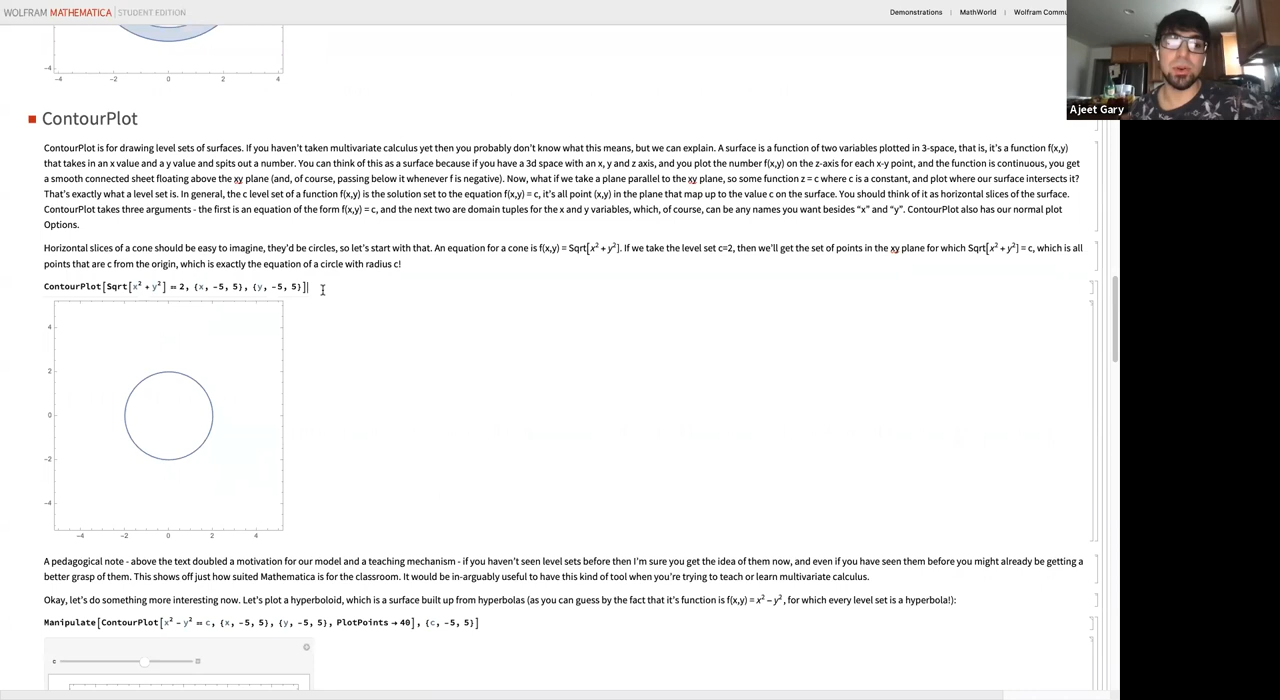 WOLFRAM MATHEMATICA | STUDENT EDITION
Demonstrations | MathWorld | Wolfram Commu
Ajeet Gary
-4
-4 -2 0 2 4
ContourPlot
ContourPlot is for drawing level sets of surfaces. If you haven't taken multivariate calculus yet then you probably don't know what this means, but we can explain. A surface is a function of two variables plotted in 3-space, that is, it's a function f(x,y)
that takes in an x value and a y value and spits out a number. You can think of this as a surface because if you have a 3d space with an x, y and z axis, and you plot the number f(x,y) on the z-axis for each x-y point, and the function is continuous, you get
a smooth connected sheet floating above the xy plane (and, of course, passing below it whenever f is negative). Now, what if we take a plane parallel to the xy plane, so some function z = c where c is a constant, and plot where our surface intersects it?
That's exactly what a level set is. In general, the c level set of a function f(x,y) is the solution set to the equation f(x,y) = c, it's all point (x,y) in the plane that map up to the value c on the surface. You should think of it as horizontal slices of the surface.
ContourPlot takes three arguments - the first is an equation of the form f(x,y) = c, and the next two are domain tuples for the x and y variables, which, of course, can be any names you want besides "x" and "y". ContourPlot also has our normal plot
Options.
Horizontal slices of a cone should be easy to imagine, they'd be circles, so let's start with that. An equation for a cone is f(x,y) = Sqrt[x² + y²]. If we take the level set c=2, then we'll get the set of points in the xy plane for which Sqrt[x² + y²] = c, which is all
points that are c from the origin, which is exactly the equation of a circle with radius c!
ContourPlot[Sqrt[x² + y²] == 2, {x, -5, 5}, {y, -5, 5}]
4
2
0
-2
-4
-4 -2 0 2 4
A pedagogical note - above the text doubled a motivation for our model and a teaching mechanism - if you haven't seen level sets before then I'm sure you get the idea of them now, and even if you have seen them before you might already be getting a
better grasp of them. This shows off just how suited Mathematica is for the classroom. It would be in-arguably useful to have this kind of tool when you're trying to teach or learn multivariate calculus.
Okay, let's do something more interesting now. Let's plot a hyperboloid, which is a surface built up from hyperbolas (as you can guess by the fact that it's function is f(x,y) = x² – y², for which every level set is a hyperbola!):
Manipulate[ContourPlot[x² - y² == c, {x, -5, 5}, {y, -5, 5}, PlotPoints → 40], {c, -5, 5}]
c